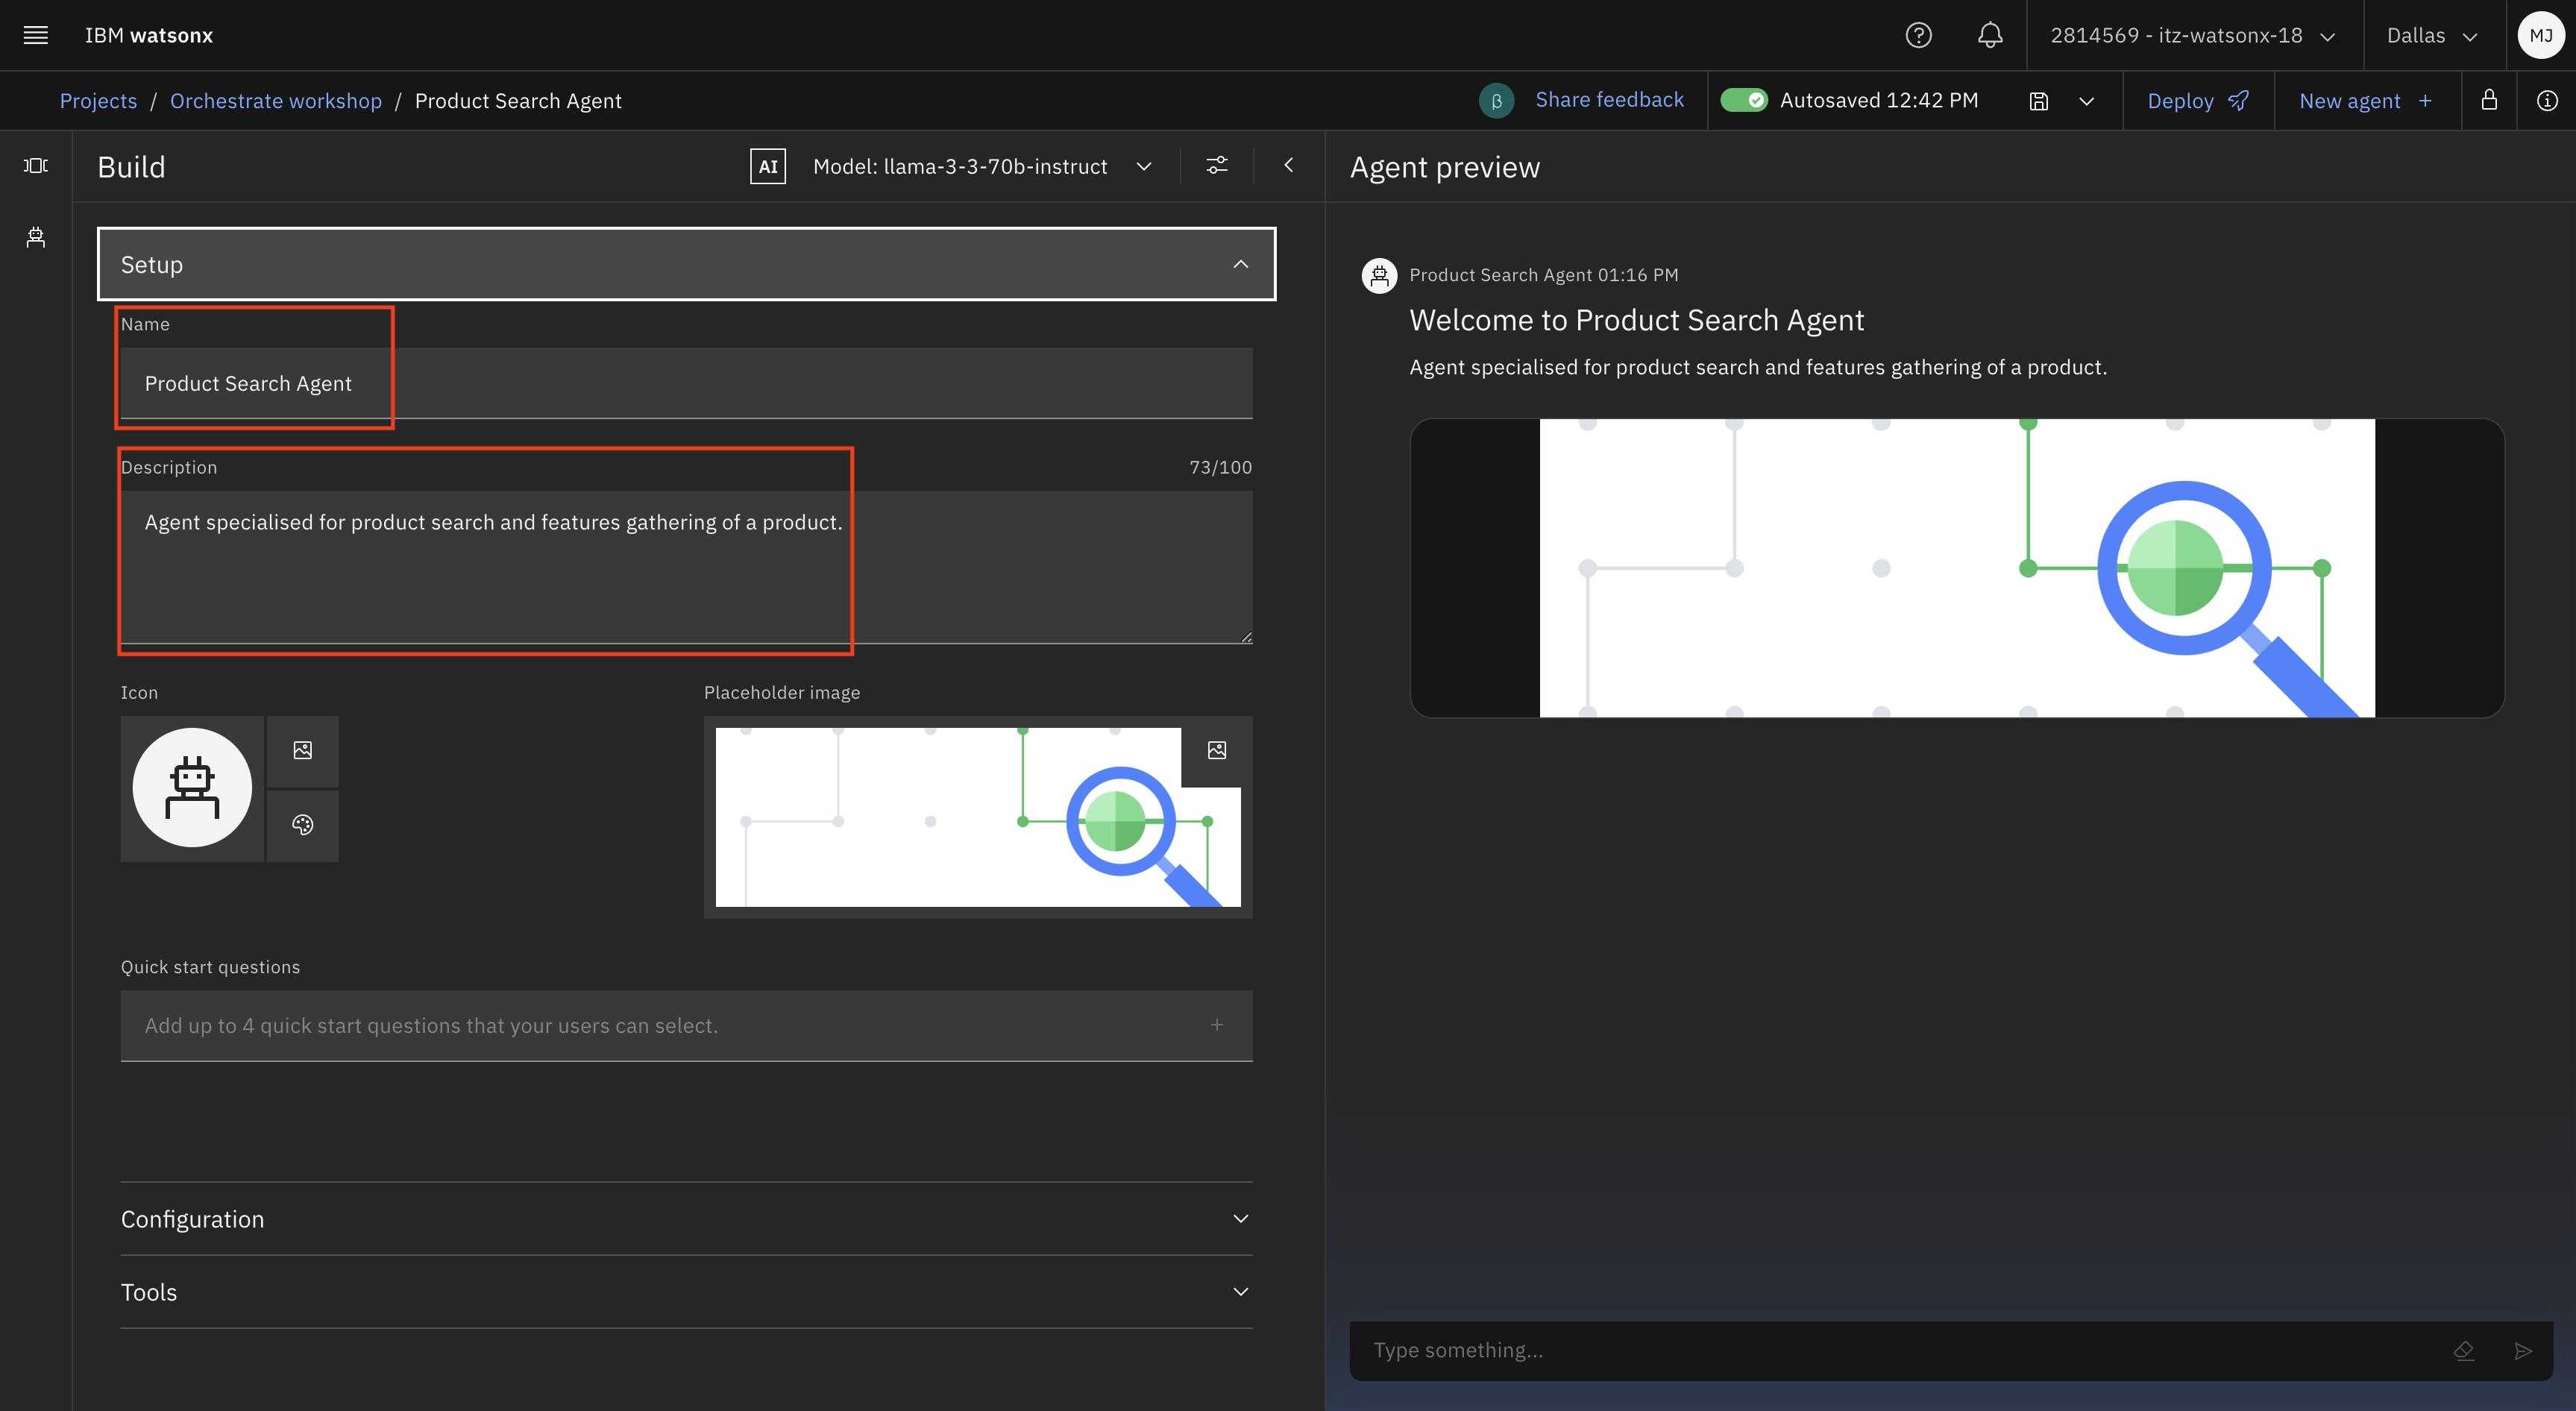 IBM watsonx
2814569 - itz-watsonx-18
Dallas
MJ
Projects / Orchestrate workshop / Product Search Agent
β
Share feedback
Autosaved 12:42 PM
Deploy
New agent +
Build
AI
Model: llama-3-3-70b-instruct
Setup
Name
Product Search Agent
Description
73/100
Agent specialised for product search and features gathering of a product.
Icon
Placeholder image
Quick start questions
Add up to 4 quick start questions that your users can select.
Configuration
Tools
Agent preview
Product Search Agent 01:16 PM
Welcome to Product Search Agent
Agent specialised for product search and features gathering of a product.
Type something...